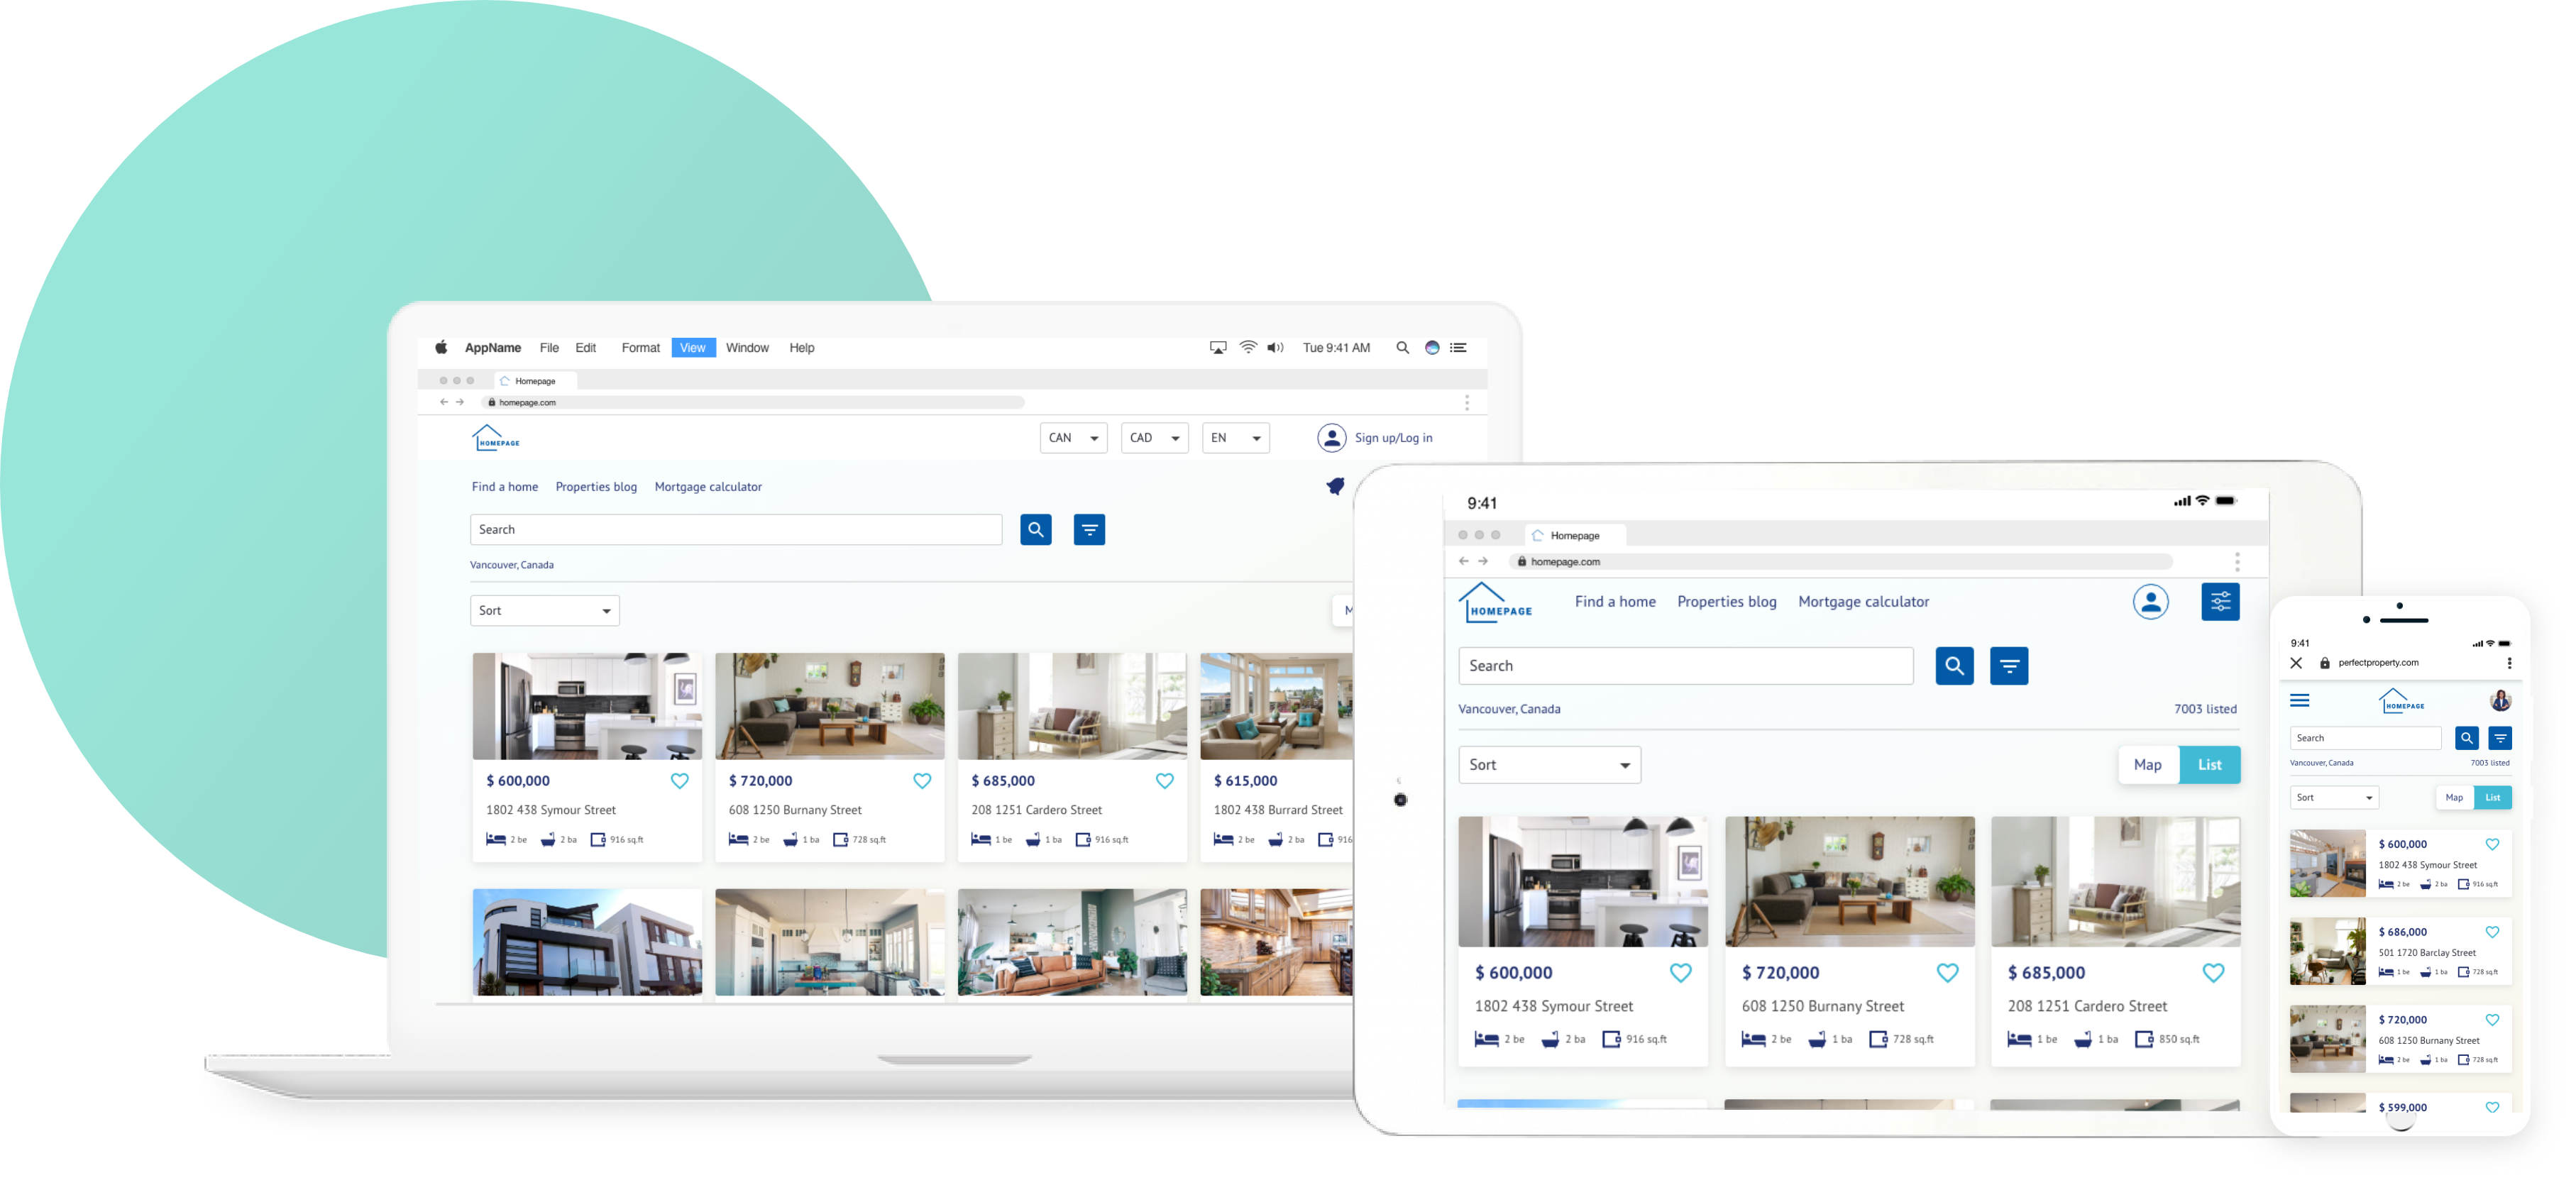 AppName File Edit Format View Window Help Tue 9:41 AM
Homepage
homepage.com
HOMEPAGE CAN CAD EN Sign up/Log in
Find a home Properties blog Mortgage calculator
Search
Vancouver, Canada
Sort M
$ 600,000 $ 720,000 $ 685,000 $ 615,000
1802 438 Symour Street 608 1250 Burnany Street 208 1251 Cardero Street 1802 438 Burrard Street
2 be 2 ba 916 sq.ft 2 be 1 ba 728 sq.ft 1 be 1 ba 916 sq.ft 2 be 2 ba 916
9:41
Homepage
homepage.com
HOMEPAGE Find a home Properties blog Mortgage calculator
Search
Vancouver, Canada 7003 listed
Sort Map List
$ 600,000 $ 720,000 $ 685,000
1802 438 Symour Street 608 1250 Burnany Street 208 1251 Cardero Street
2 be 2 ba 916 sq.ft 2 be 1 ba 728 sq.ft 1 be 1 ba 850 sq.ft
9:41
perfectproperty.com
HOMEPAGE
Search
Vancouver, Canada 7003 listed
Sort Map List
$ 600,000
1802 438 Symour Street
2 be 2 ba 916 sq.ft
$ 686,000
501 1720 Barclay Street
1 be 1 ba 728 sq.ft
$ 720,000
608 1250 Burnany Street
2 be 1 ba 728 sq.ft
$ 599,000